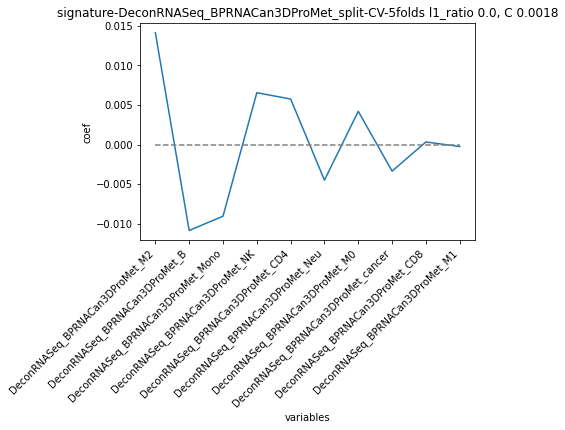 signature-DeconRNASeq_BPRNACan3DProMet_split-CV-5folds l1_ratio 0.0, C 0.0018
0.015
0.010
0.005
0.000
−0.005
−0.010
coef
DeconRNASeq_BPRNACan3DProMet_M2
DeconRNASeq_BPRNACan3DProMet_B
DeconRNASeq_BPRNACan3DProMet_Mono
DeconRNASeq_BPRNACan3DProMet_NK
DeconRNASeq_BPRNACan3DProMet_CD4
DeconRNASeq_BPRNACan3DProMet_Neu
DeconRNASeq_BPRNACan3DProMet_M0
DeconRNASeq_BPRNACan3DProMet_cancer
DeconRNASeq_BPRNACan3DProMet_CD8
DeconRNASeq_BPRNACan3DProMet_M1
variables